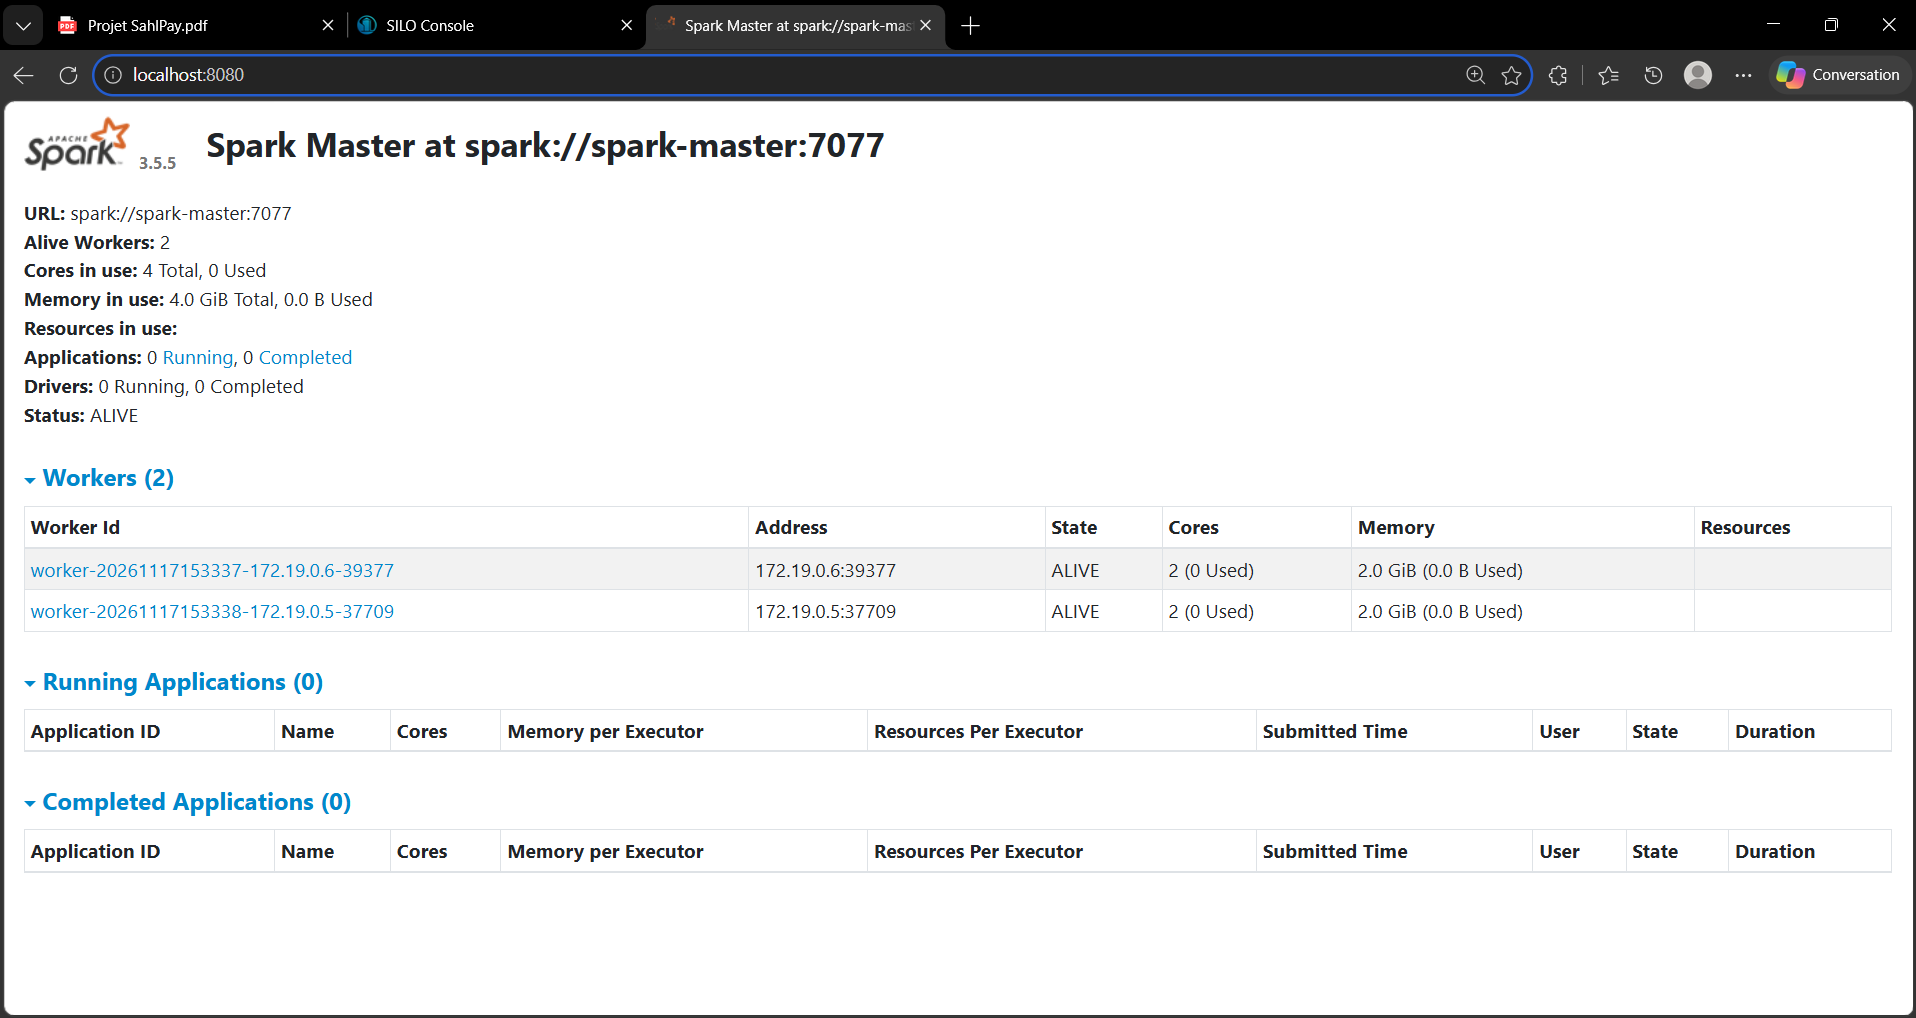 Projet SahlPay.pdf
SILO Console
Spark Master at spark://spark-mas
localhost:8080
Conversation
APACHE
Spark
3.5.5
Spark Master at spark://spark-master:7077
URL: spark://spark-master:7077
Alive Workers: 2
Cores in use: 4 Total, 0 Used
Memory in use: 4.0 GiB Total, 0.0 B Used
Resources in use:
Applications: 0 Running, 0 Completed
Drivers: 0 Running, 0 Completed
Status: ALIVE
Workers (2)
Worker Id Address State Cores Memory Resources
worker-20261117153337-172.19.0.6-39377 172.19.0.6:39377 ALIVE 2 (0 Used) 2.0 GiB (0.0 B Used)
worker-20261117153338-172.19.0.5-37709 172.19.0.5:37709 ALIVE 2 (0 Used) 2.0 GiB (0.0 B Used)
Running Applications (0)
Application ID Name Cores Memory per Executor Resources Per Executor Submitted Time User State Duration
Completed Applications (0)
Application ID Name Cores Memory per Executor Resources Per Executor Submitted Time User State Duration